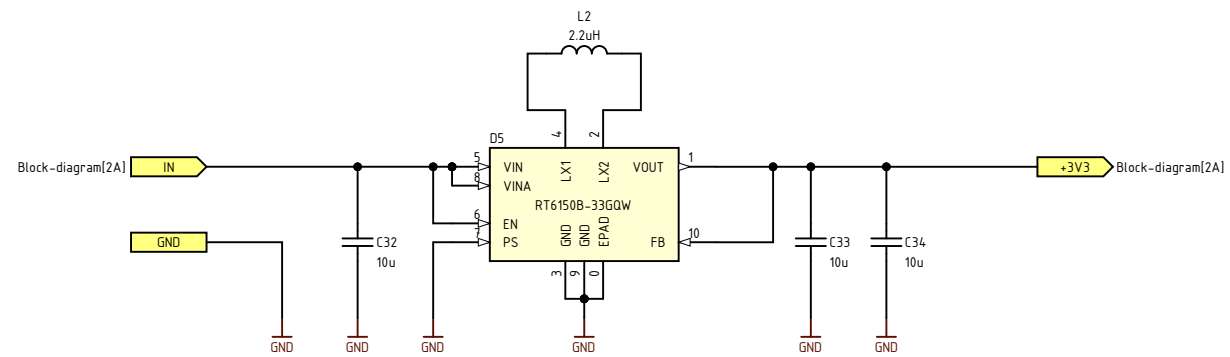 L2
2.2uH
D5
4
2
Block-diagram[2A]
IN
5
VIN
LX1
LX2
VOUT
1
+3V3
Block-diagram[2A]
8
VINA
RT6150B-33GQW
6
EN
GND
7
PS
GND
GND
EPAD
FB
10
C32
10u
C33
10u
C34
10u
3
9
0
GND
GND
GND
GND
GND
GND